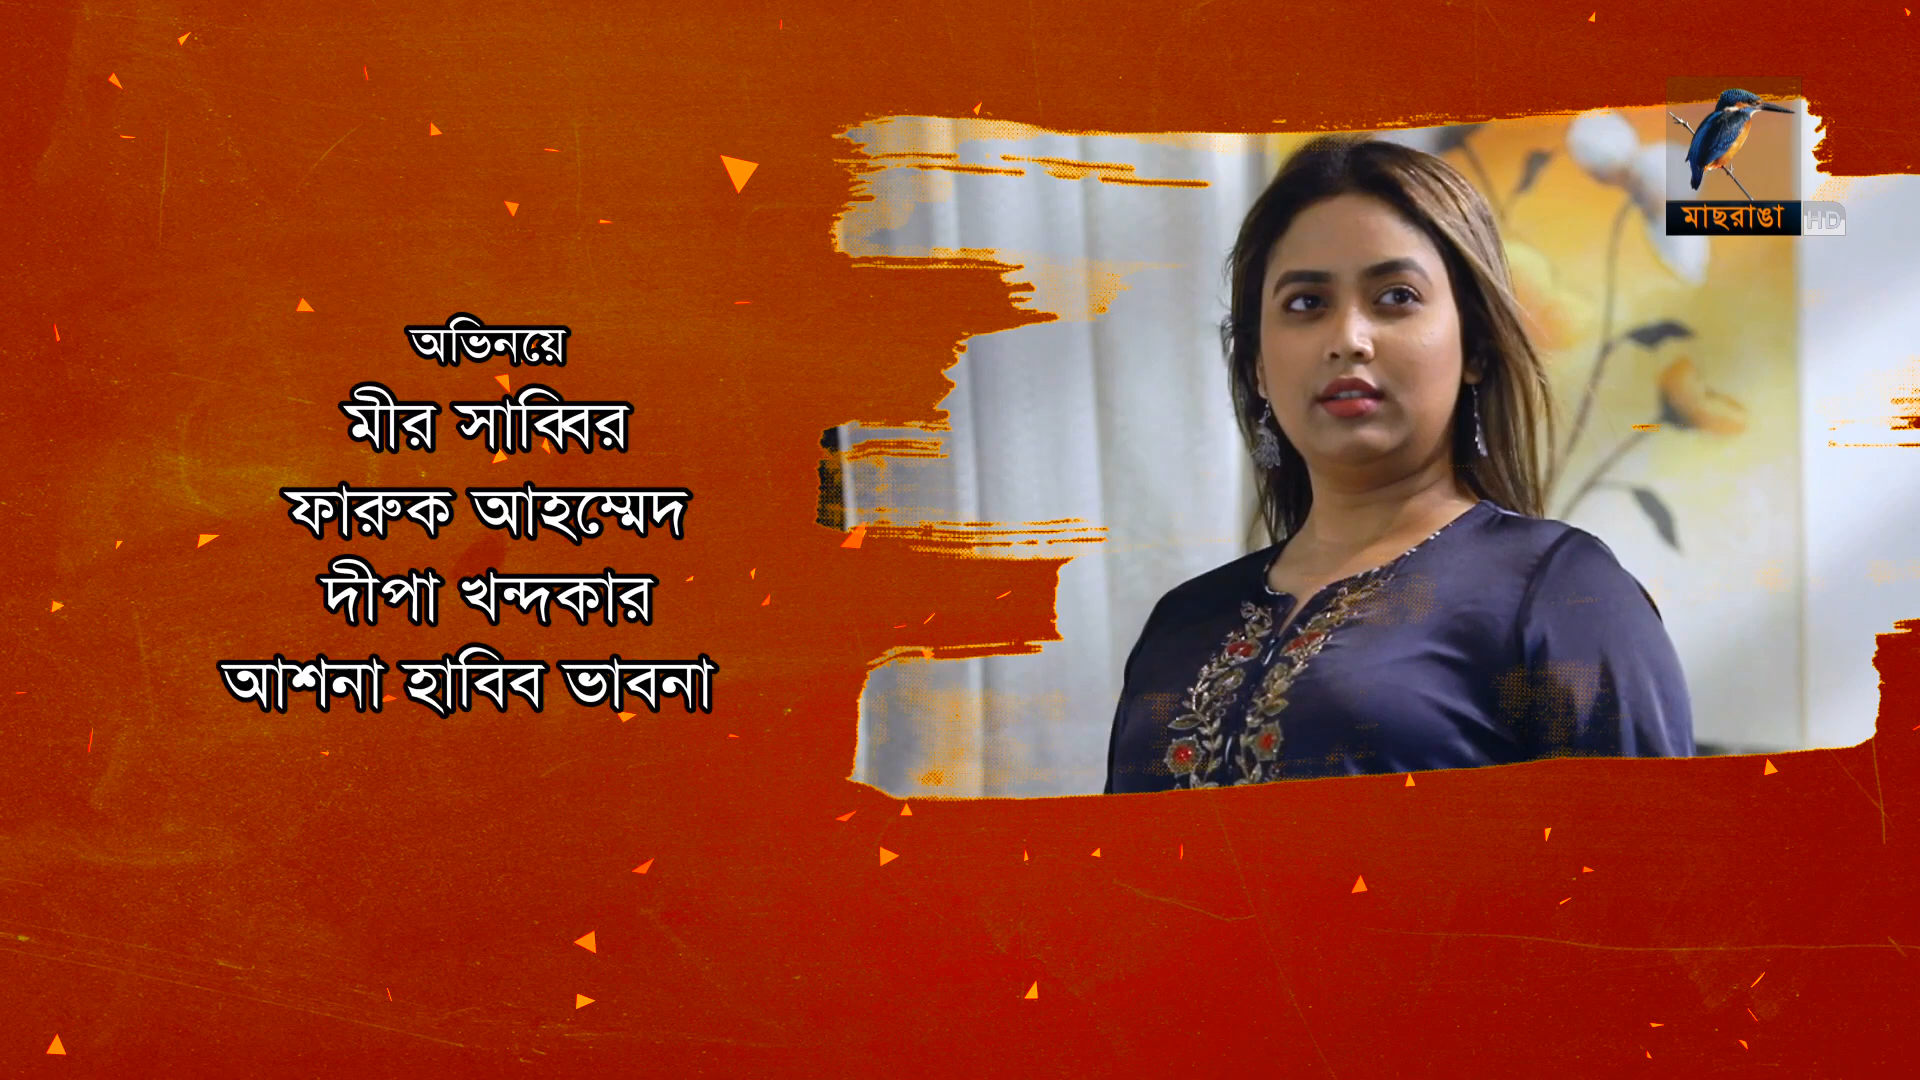 অভিনয়ে
মীর সাব্বির
ফারুক আহম্মেদ
দীপা খন্দকার
আশনা হাবিব ভাবনা
মাছরাঙা HD